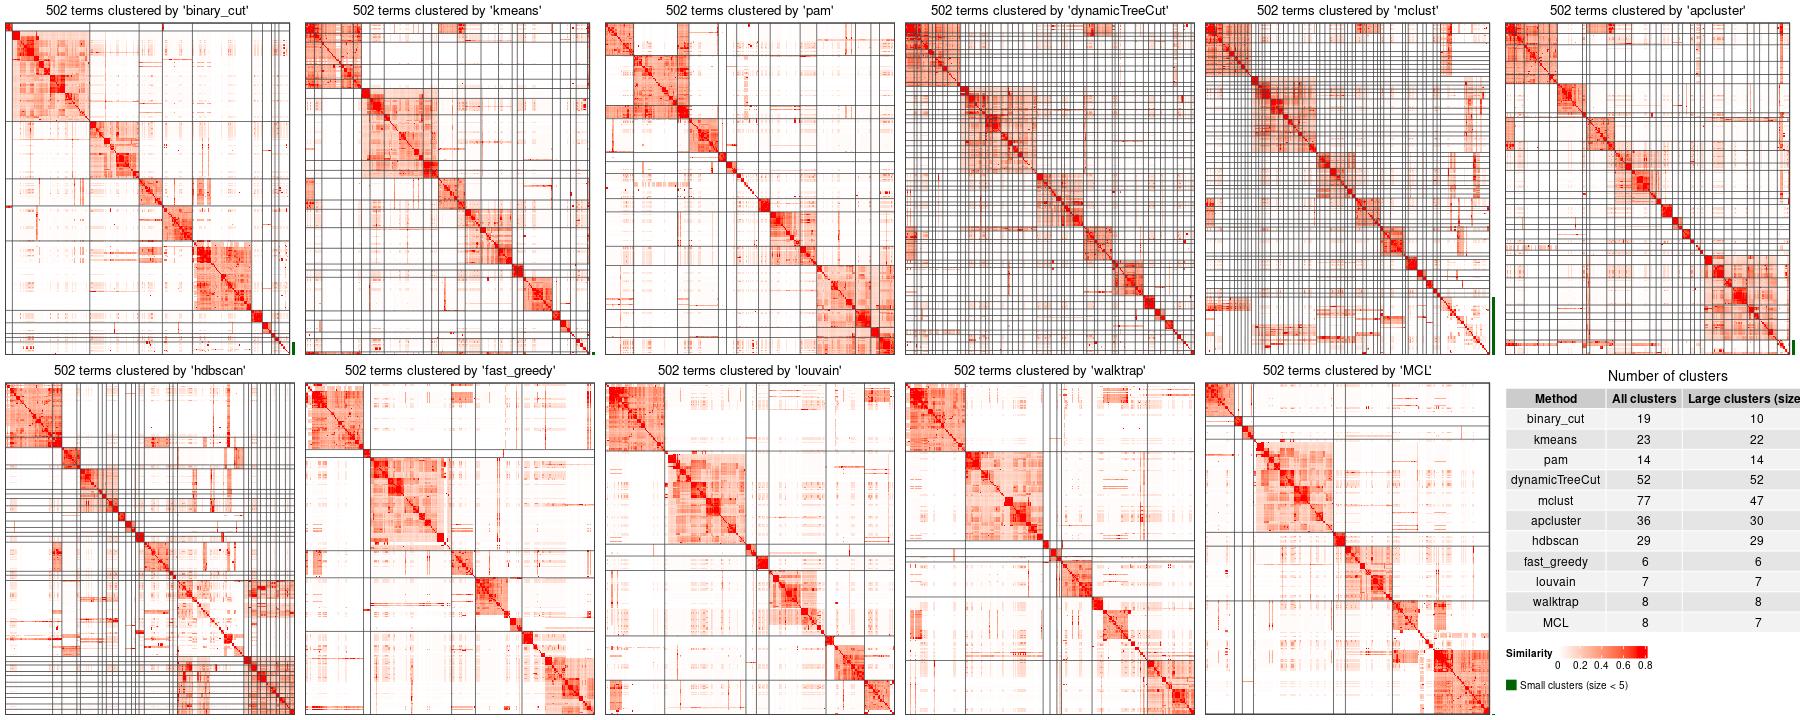 502 terms clustered by 'binary_cut'
502 terms clustered by 'kmeans'
502 terms clustered by 'pam'
502 terms clustered by 'dynamicTreeCut'
502 terms clustered by 'mclust'
502 terms clustered by 'apcluster'
502 terms clustered by 'hdbscan'
502 terms clustered by 'fast_greedy'
502 terms clustered by 'louvain'
502 terms clustered by 'walktrap'
502 terms clustered by 'MCL'
Number of clusters
Method All clusters Large clusters (size
binary_cut 19 10
kmeans 23 22
pam 14 14
dynamicTreeCut 52 52
mclust 77 47
apcluster 36 30
hdbscan 29 29
fast_greedy 6 6
louvain 7 7
walktrap 8 8
MCL 8 7
Similarity
0 0.2 0.4 0.6 0.8
Small clusters (size < 5)